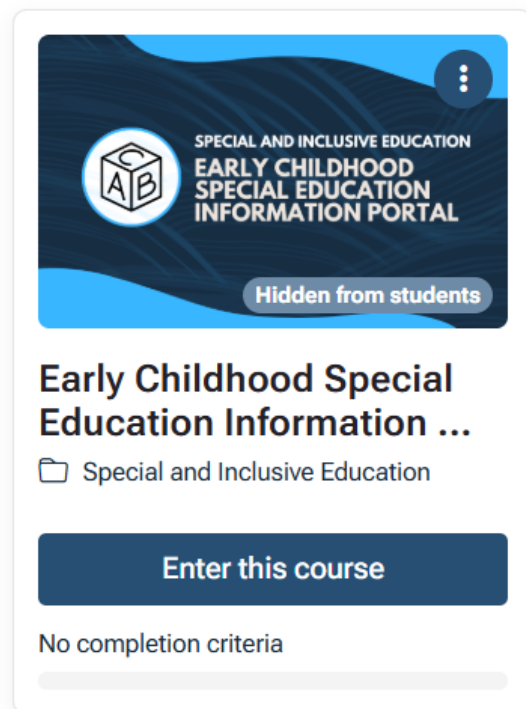 SPECIAL AND INCLUSIVE EDUCATION
EARLY CHILDHOOD
SPECIAL EDUCATION
INFORMATION PORTAL
C
A B
Hidden from students
Early Childhood Special
Education Information ...
Special and Inclusive Education
Enter this course
No completion criteria